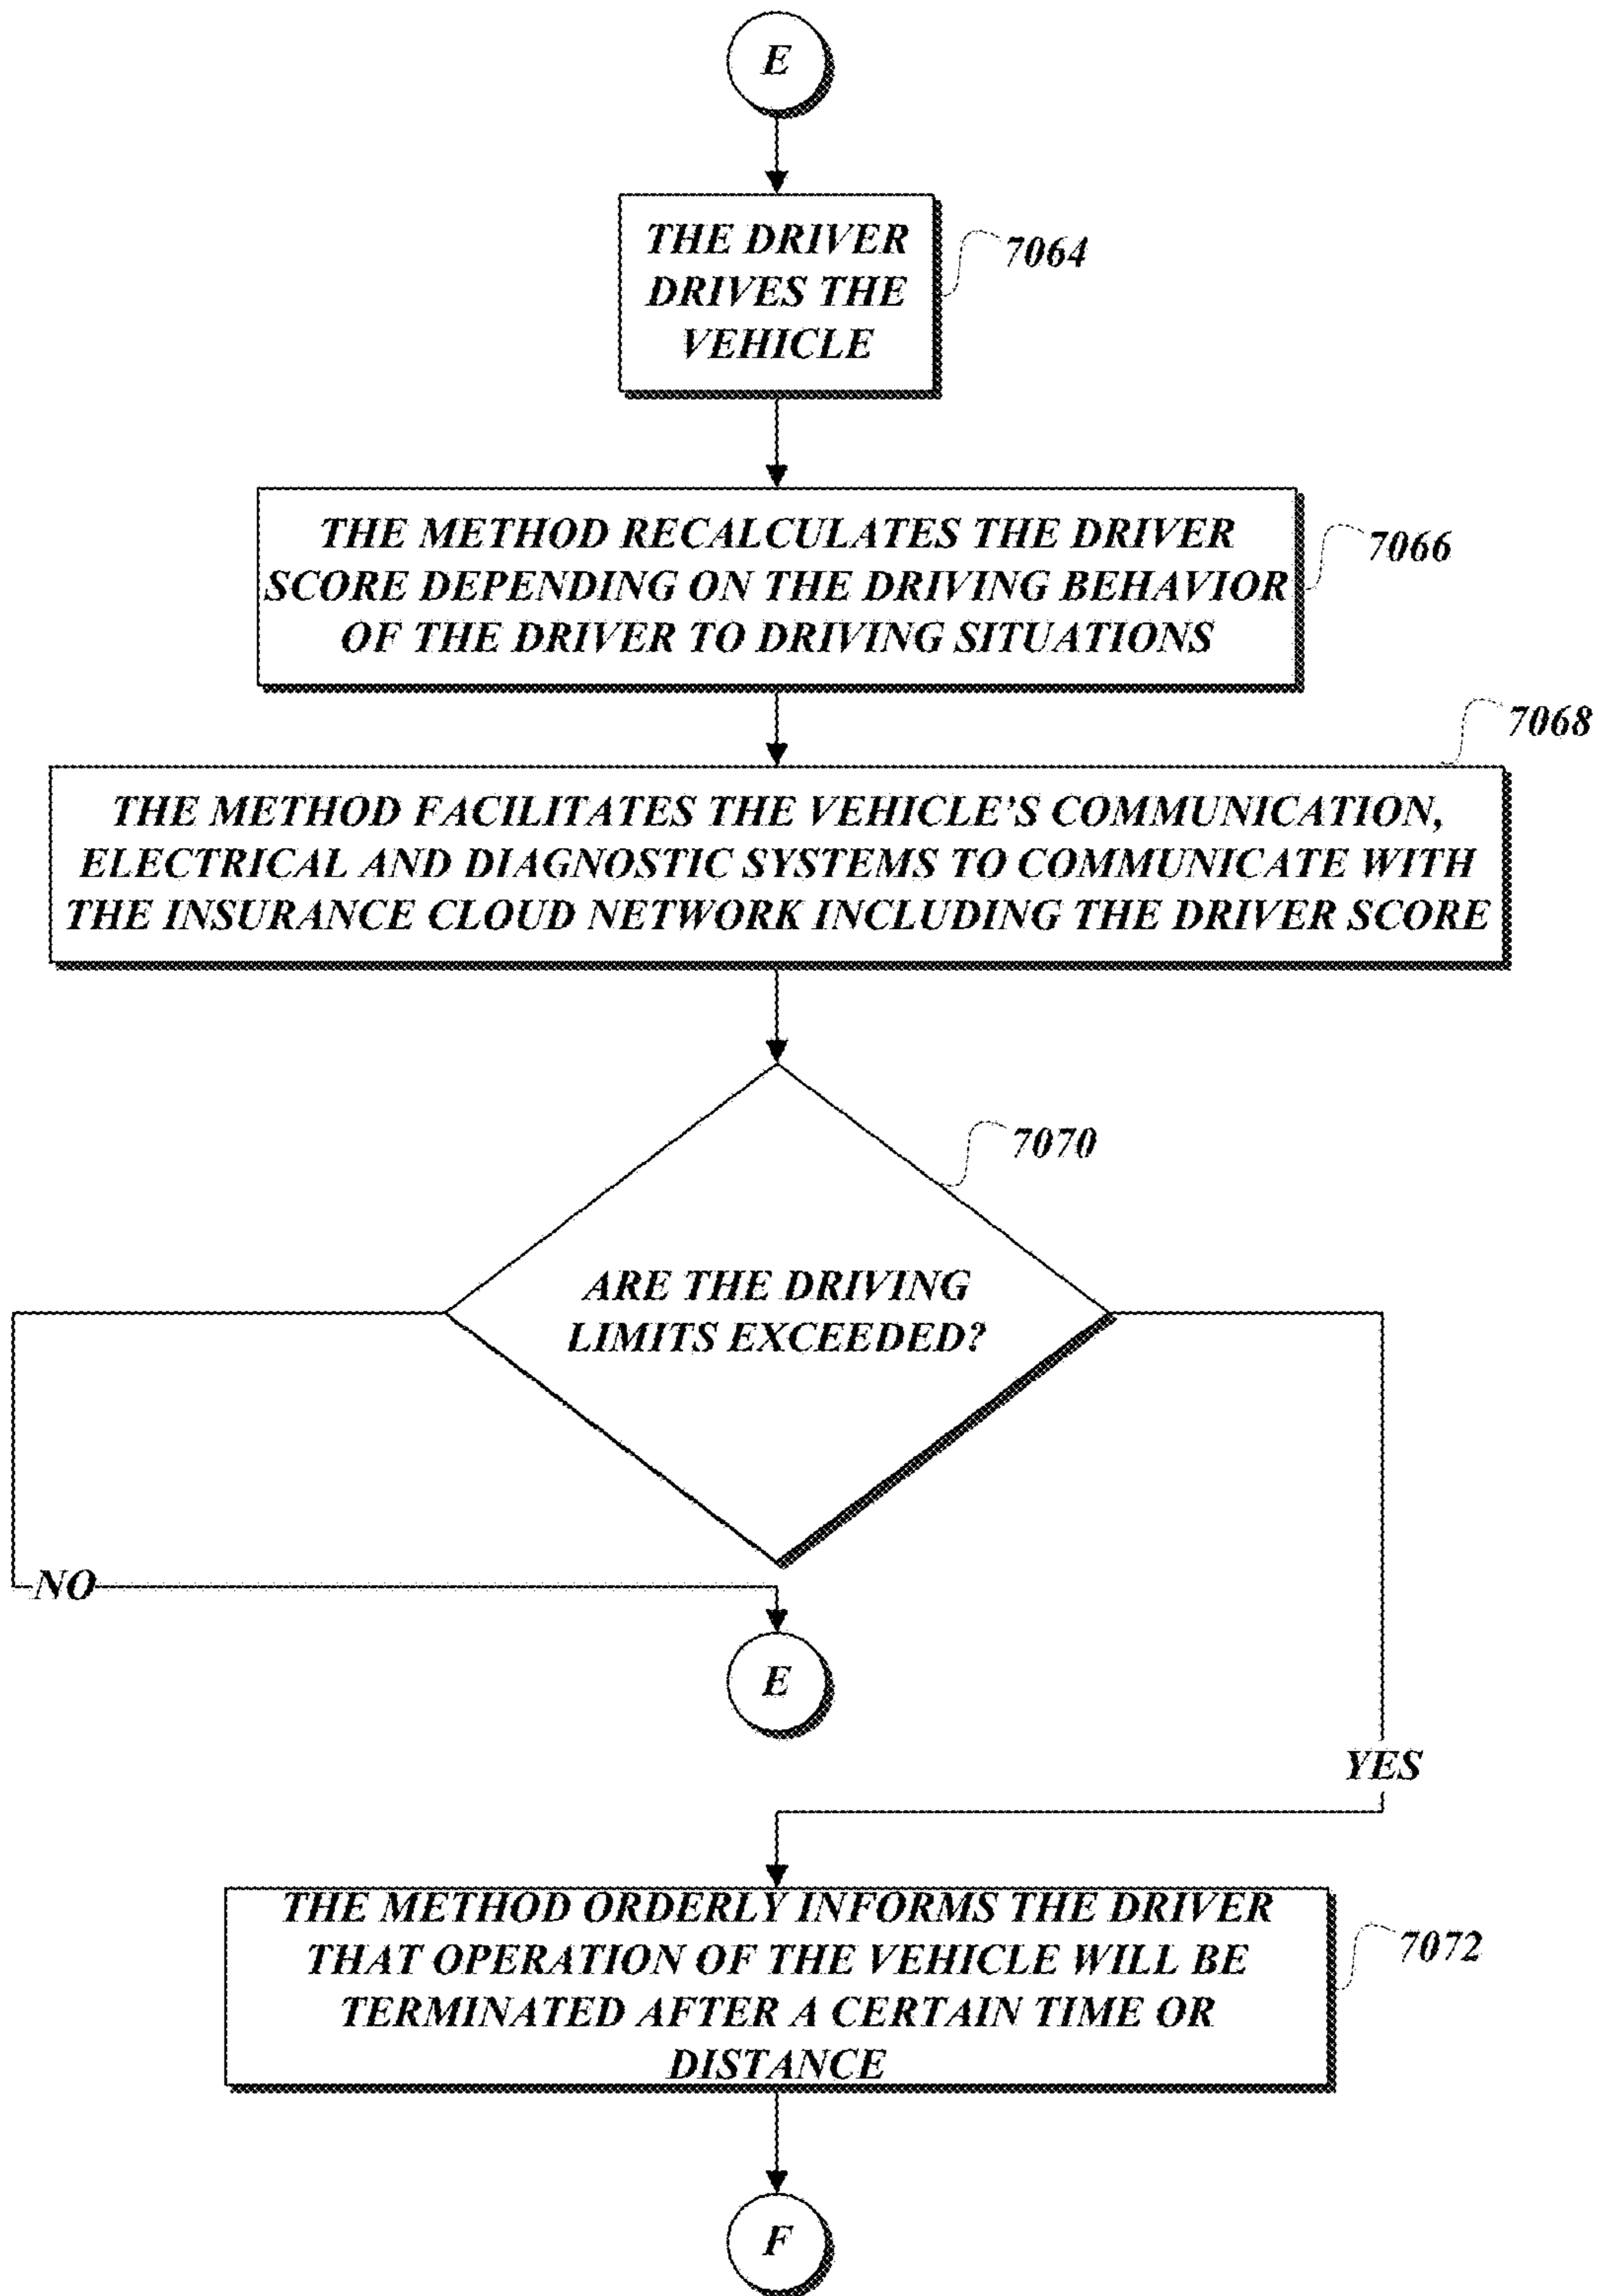 E
THE DRIVER
DRIVES THE
VEHICLE
7064
THE METHOD RECALCULATES THE DRIVER
SCORE DEPENDING ON THE DRIVING BEHAVIOR
OF THE DRIVER TO DRIVING SITUATIONS
7066
7068
THE METHOD FACILITATES THE VEHICLE'S COMMUNICATION,
ELECTRICAL AND DIAGNOSTIC SYSTEMS TO COMMUNICATE WITH
THE INSURANCE CLOUD NETWORK INCLUDING THE DRIVER SCORE
7070
ARE THE DRIVING
LIMITS EXCEEDED?
NO
E
YES
THE METHOD ORDERLY INFORMS THE DRIVER
THAT OPERATION OF THE VEHICLE WILL BE
TERMINATED AFTER A CERTAIN TIME OR
DISTANCE
7072
F